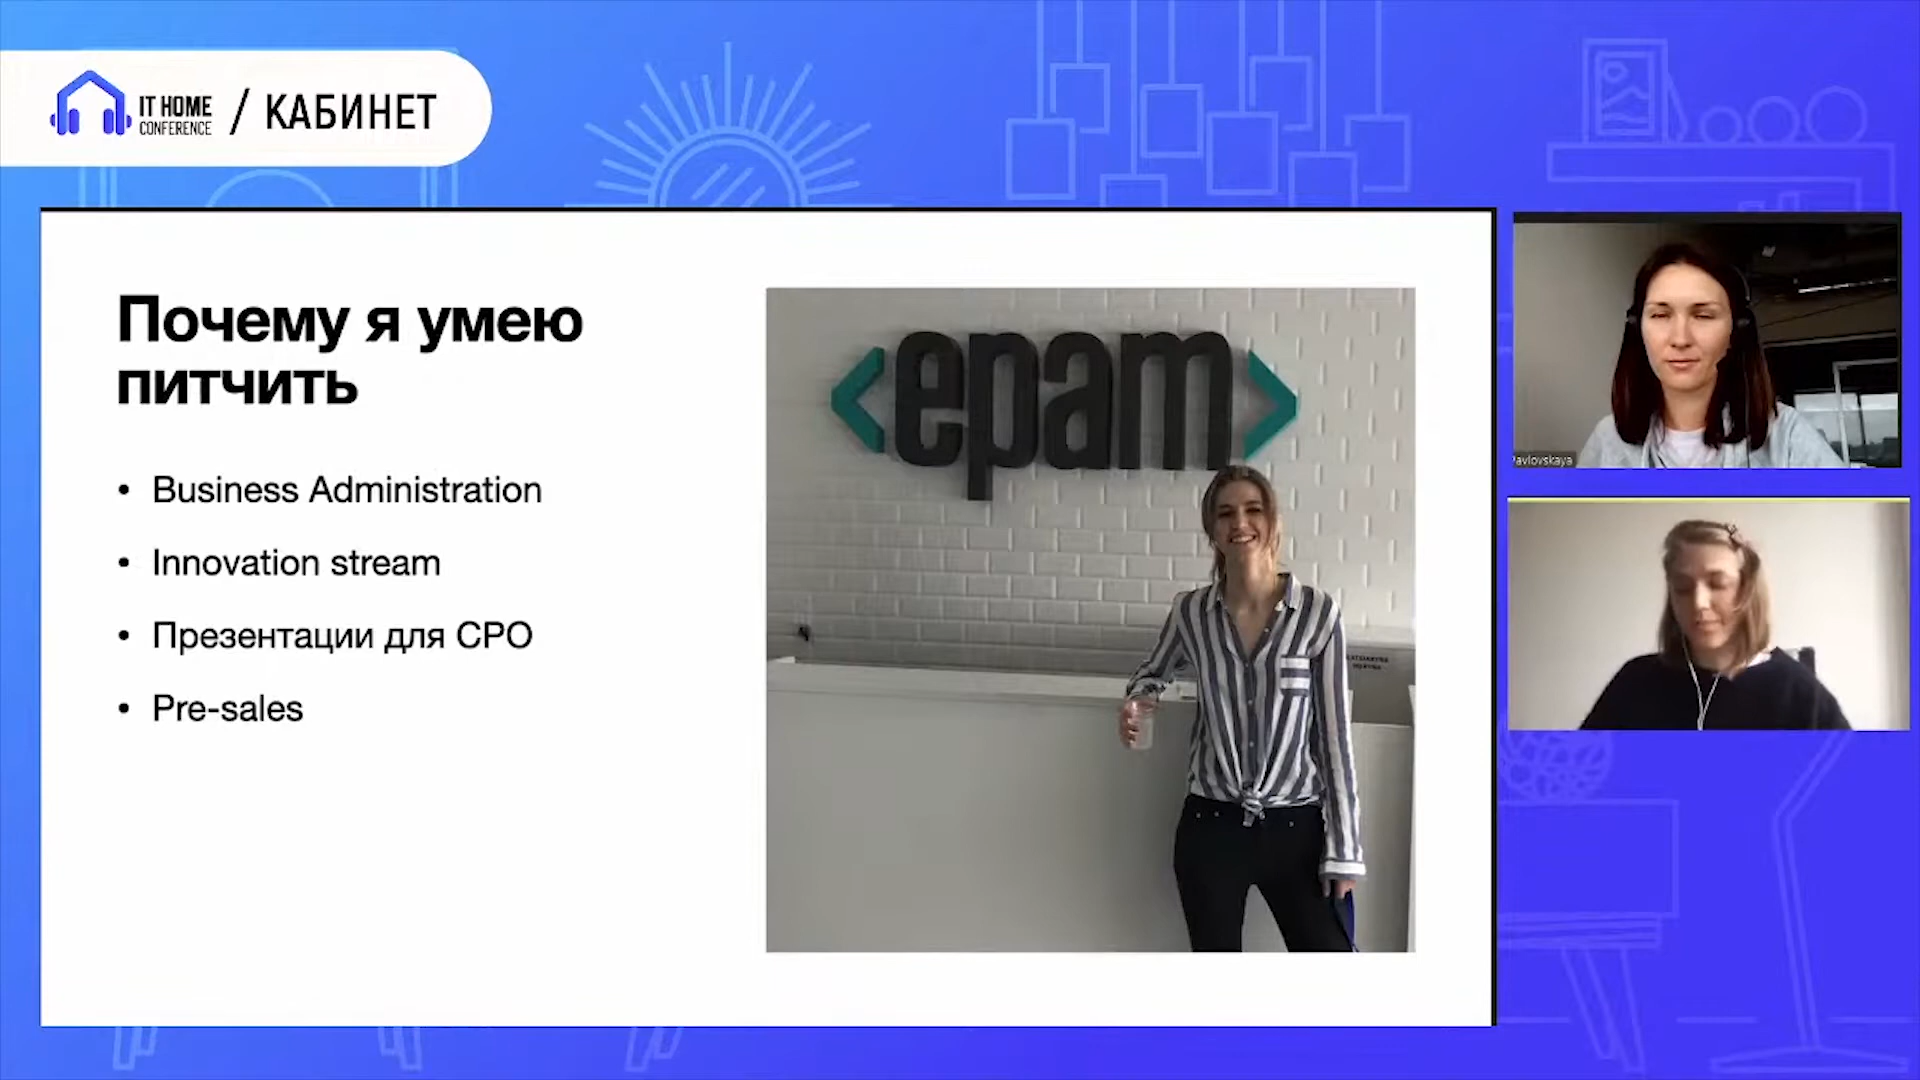 IT HOME
CONFERENCE
/ КАБИНЕТ
Почему я умею
питчить
• Business Administration
• Innovation stream
• Презентации для CPO
• Pre-sales
<epam>
Pavlovskaya